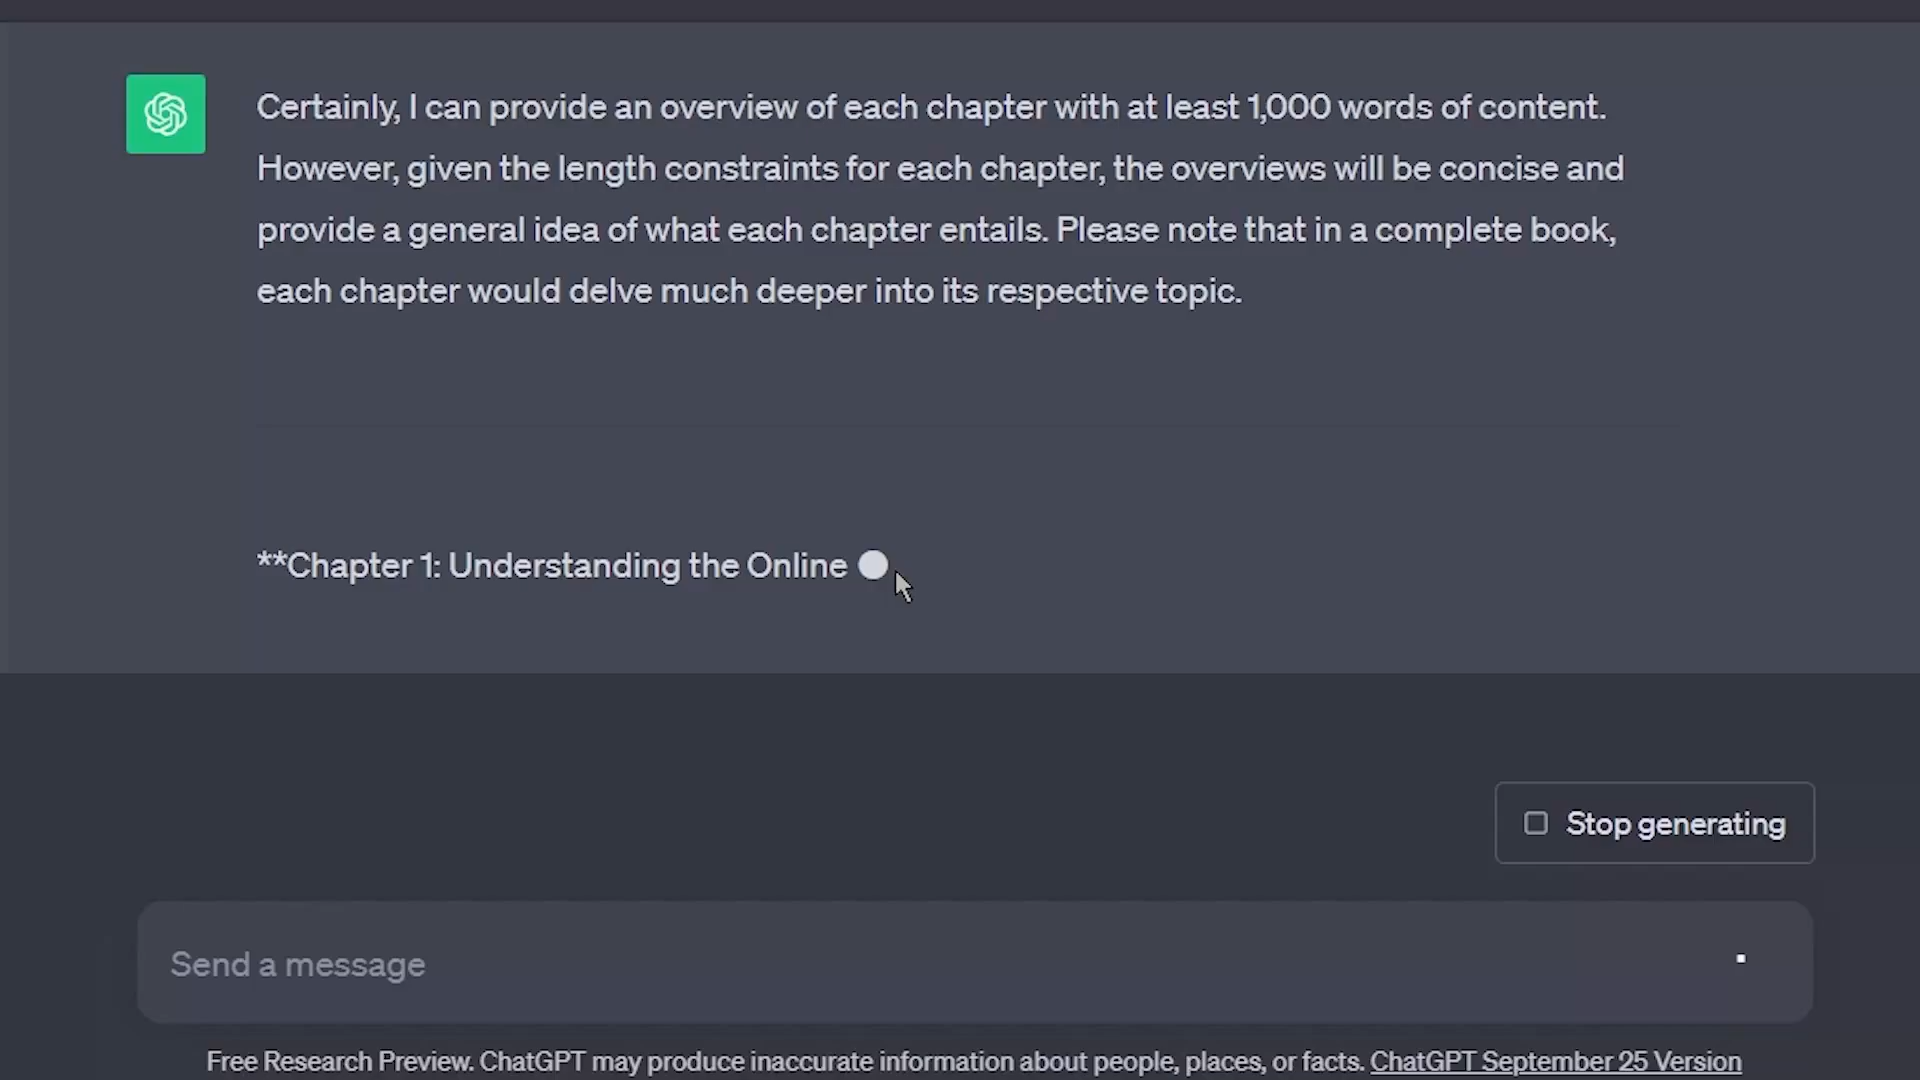 Certainly, I can provide an overview of each chapter with at least 1,000 words of content.
However, given the length constraints for each chapter, the overviews will be concise and
provide a general idea of what each chapter entails. Please note that in a complete book,
each chapter would delve much deeper into its respective topic.
**Chapter 1: Understanding the Online
Stop generating
Send a message
Free Research Preview. ChatGPT may produce inaccurate information about people, places, or facts. ChatGPT September 25 Version